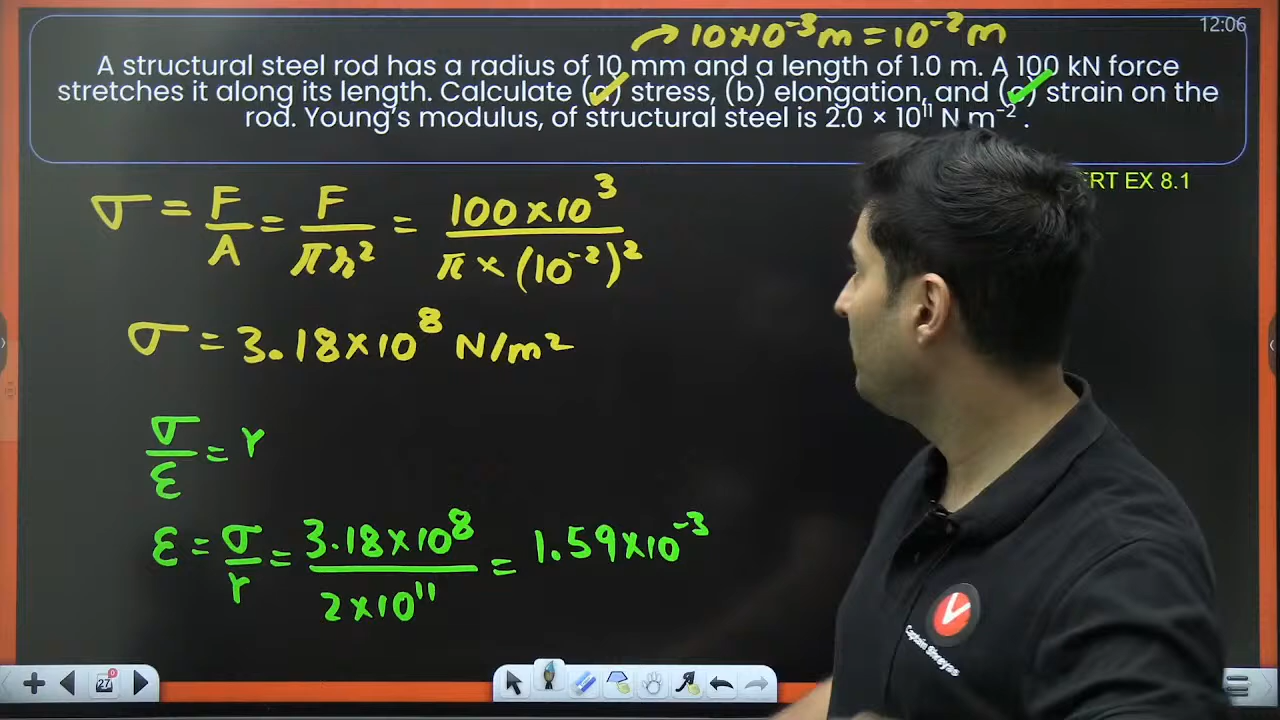 12:06
→ 10×10⁻³m = 10⁻²m
A structural steel rod has a radius of 10 mm and a length of 1.0 m. A 100 kN force
stretches it along its length. Calculate (a) stress, (b) elongation, and (c) strain on the
rod. Young's modulus, of structural steel is 2.0 × 10¹¹ N m⁻² .
ERT EX 8.1
σ = F/A = F/πr² = 100×10³/π×(10⁻²)²
σ = 3.18×10⁸ N/m²
σ/ε = Y
ε = σ/Y = 3.18×10⁸/2×10¹¹ = 1.59×10⁻³
Captain Shreyas
27